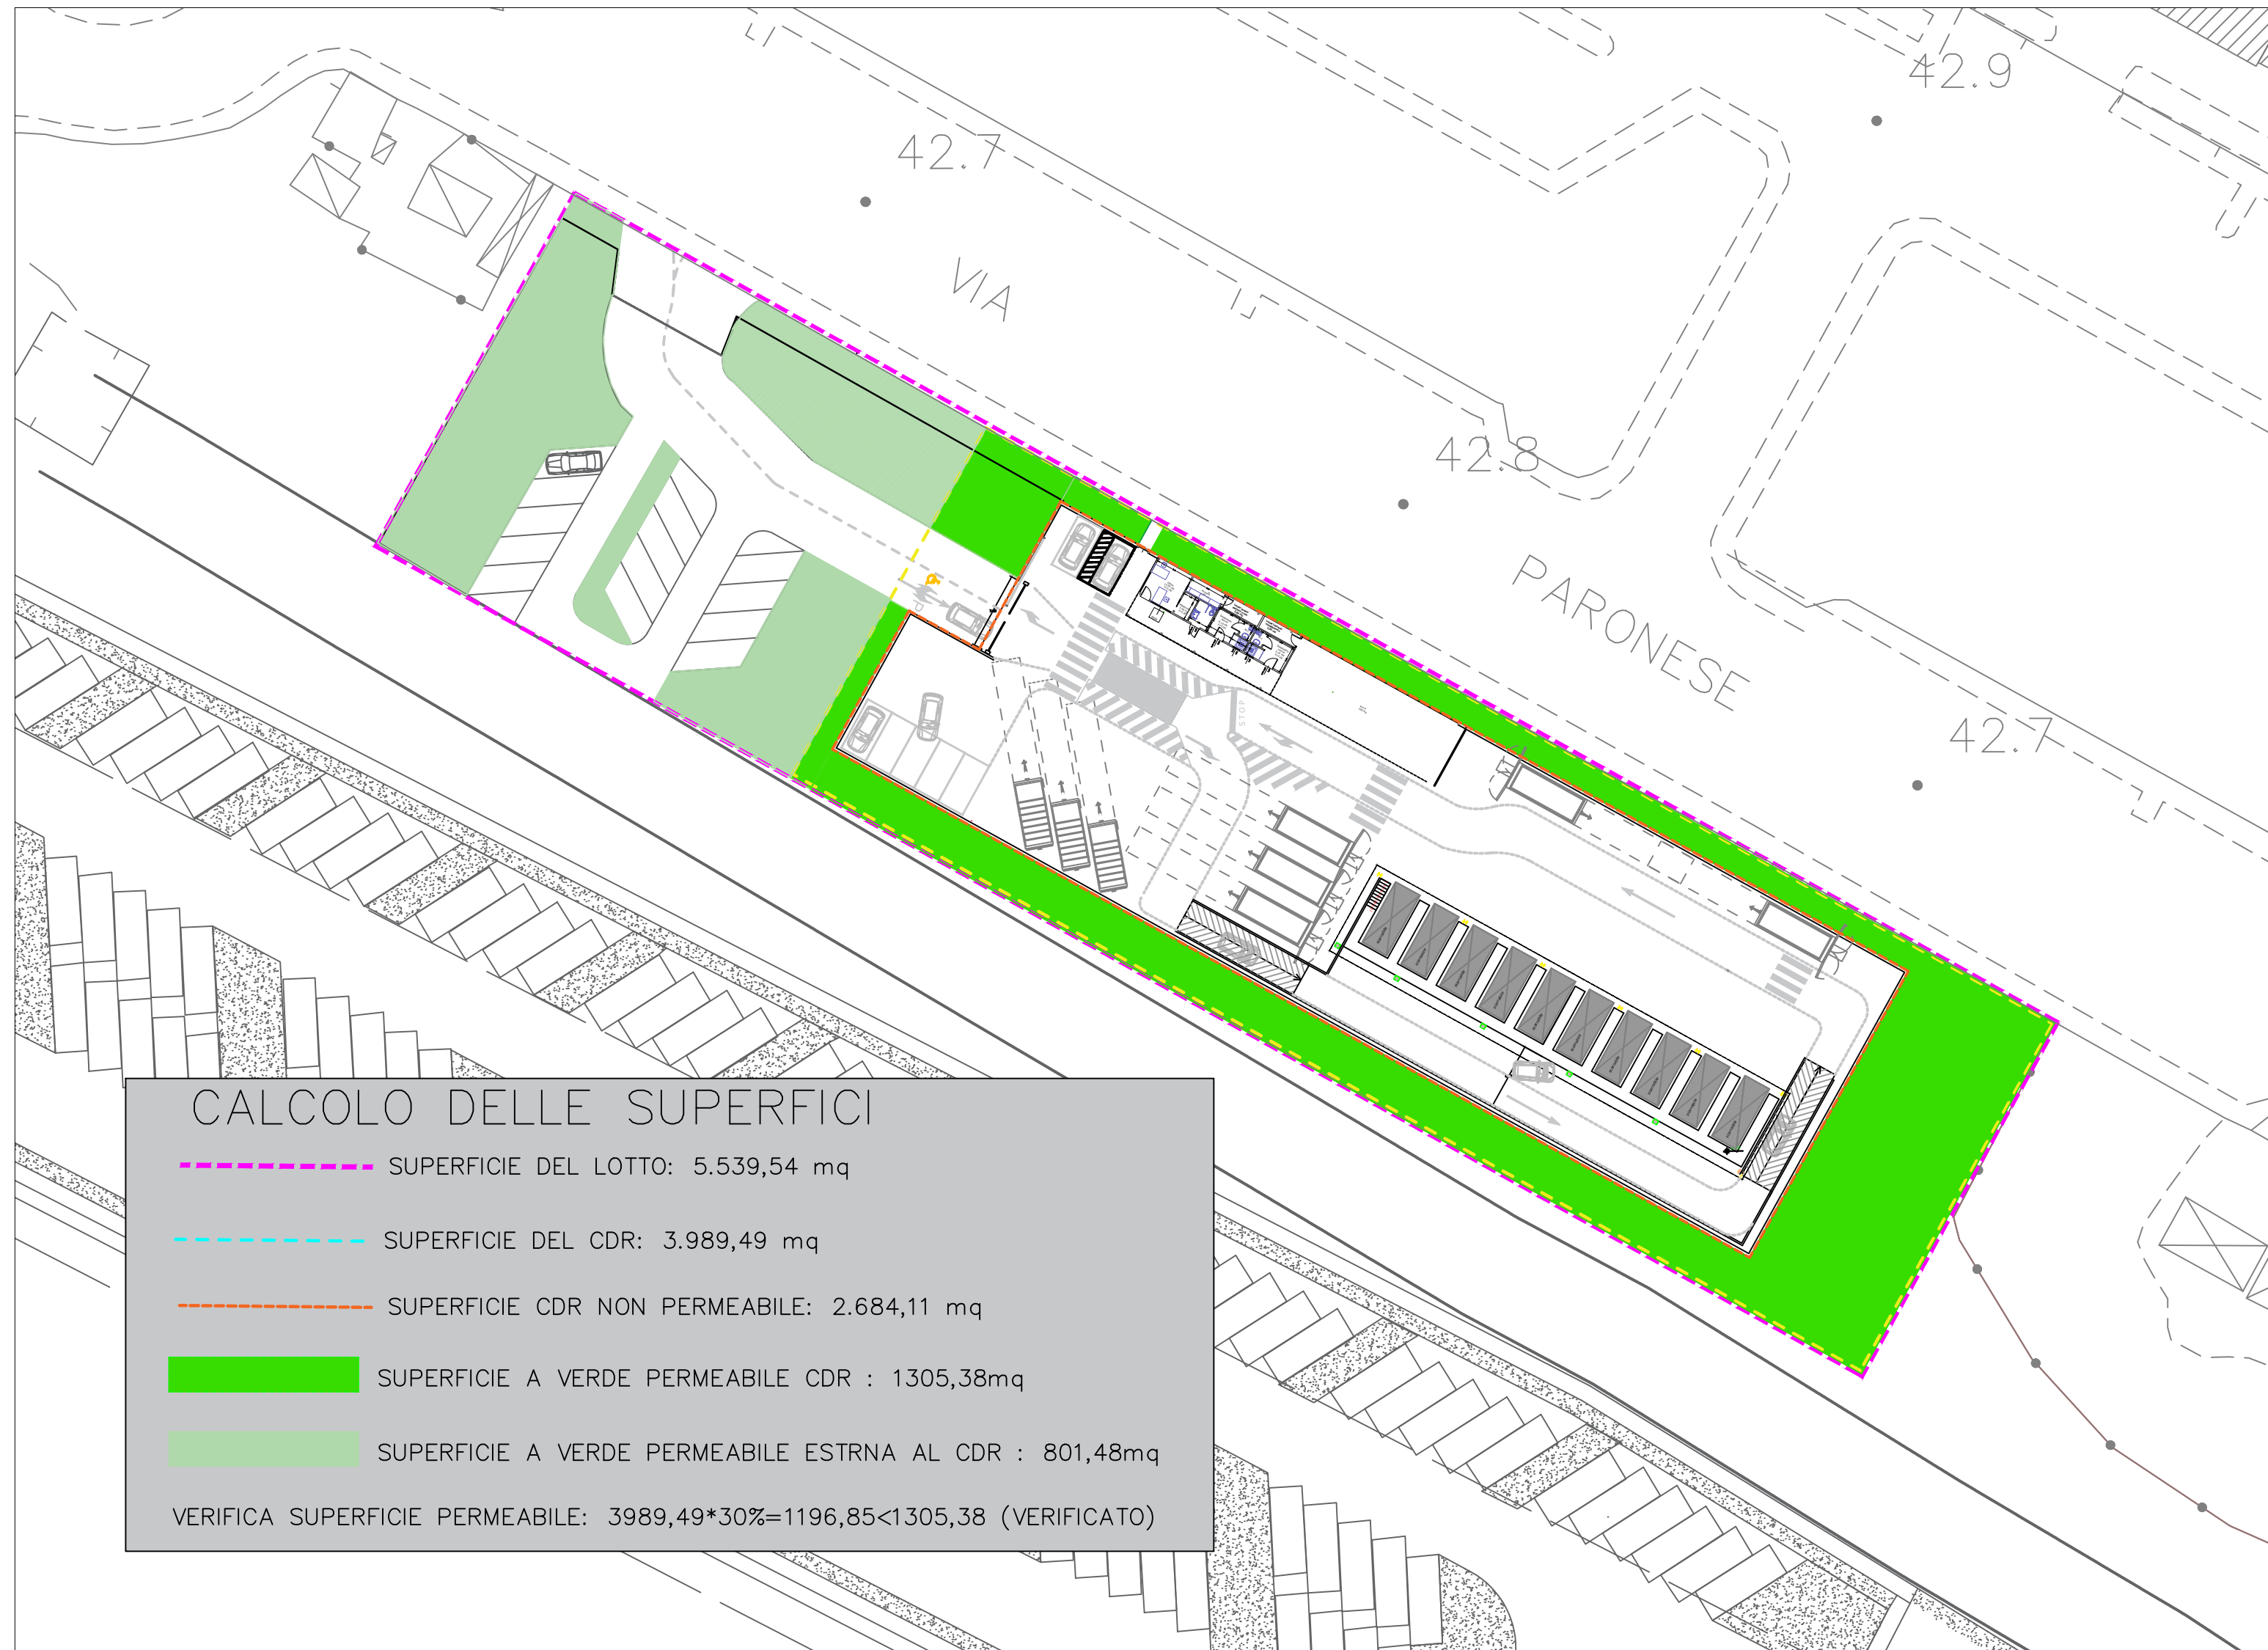 42.9
42.7
VIA
42.8
PARONESE
42.7
STOP
CALCOLO DELLE SUPERFICI
SUPERFICIE DEL LOTTO: 5.539,54 mq
SUPERFICIE DEL CDR: 3.989,49 mq
SUPERFICIE CDR NON PERMEABILE: 2.684,11 mq
SUPERFICIE A VERDE PERMEABILE CDR : 1305,38mq
SUPERFICIE A VERDE PERMEABILE ESTRNA AL CDR : 801,48mq
VERIFICA SUPERFICIE PERMEABILE: 3989,49*30%=1196,85<1305,38 (VERIFICATO)